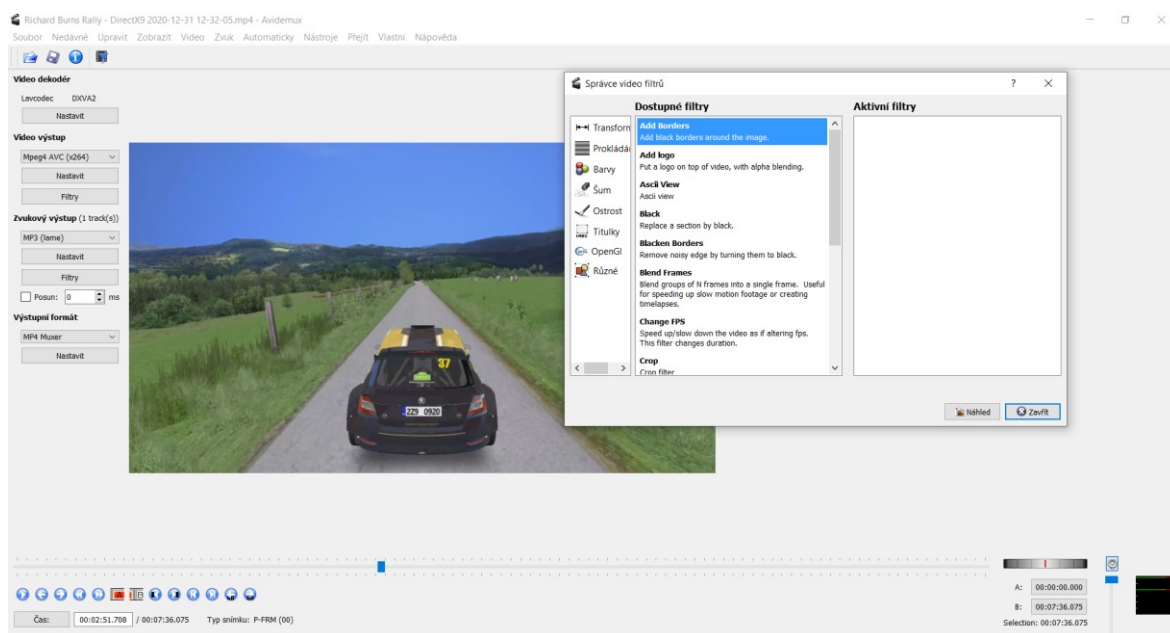 Richard Burns Rally - DirectX9 2020-12-31 12-32-05.mp4 - Avidemux
Soubor Nedávné Upravit Zobrazit Video Zvuk Automaticky Nástroje Přejít Vlastní Nápověda
Video dekodér
Lavcodec DXVA2
Nastavit
Video výstup
Mpeg4 AVC (x264)
Nastavit
Filtry
Zvukový výstup (1 track(s))
MP3 (lame)
Nastavit
Filtry
Posun: 0 ms
Výstupní formát
MP4 Muxer
Nastavit
37
2Z9 0920
Správce video filtrů
Dostupné filtry
Aktivní filtry
Transform
Prokládá
Barvy
Šum
Ostrost
Titulky
OpenGl
Různé
Add Borders
Add black borders around the image.
Add logo
Put a logo on top of video, with alpha blending.
Ascii View
Ascii view
Black
Replace a section by black.
Blacken Borders
Remove noisy edge by turning them to black.
Blend Frames
Blend groups of N frames into a single frame. Useful
for speeding up slow motion footage or creating
timelapses.
Change FPS
Speed up/slow down the video as if altering fps.
This filter changes duration.
Crop
Crop filter
Náhled
Zavřít
A: 00:00:00.000
B: 00:07:36.075
Selection: 00:07:36.075
Čas: 00:02:51.708 / 00:07:36.075 Typ snímku: P-FRM (00)